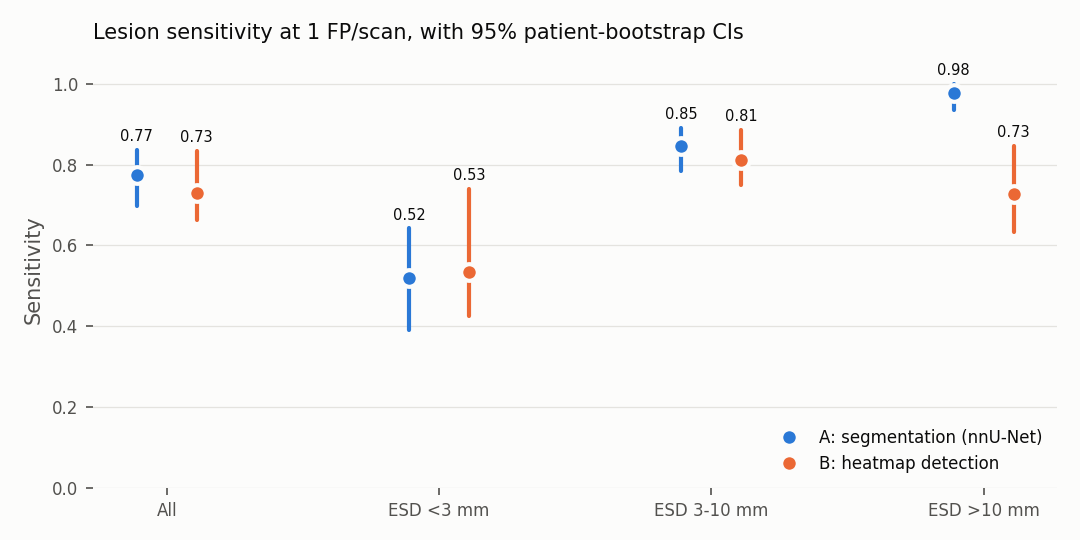 Lesion sensitivity at 1 FP/scan, with 95% patient-bootstrap CIs
Sensitivity
1.0
0.8
0.6
0.4
0.2
0.0
0.77
0.73
0.52
0.53
0.85
0.81
0.98
0.73
A: segmentation (nnU-Net)
B: heatmap detection
All
ESD <3 mm
ESD 3-10 mm
ESD >10 mm